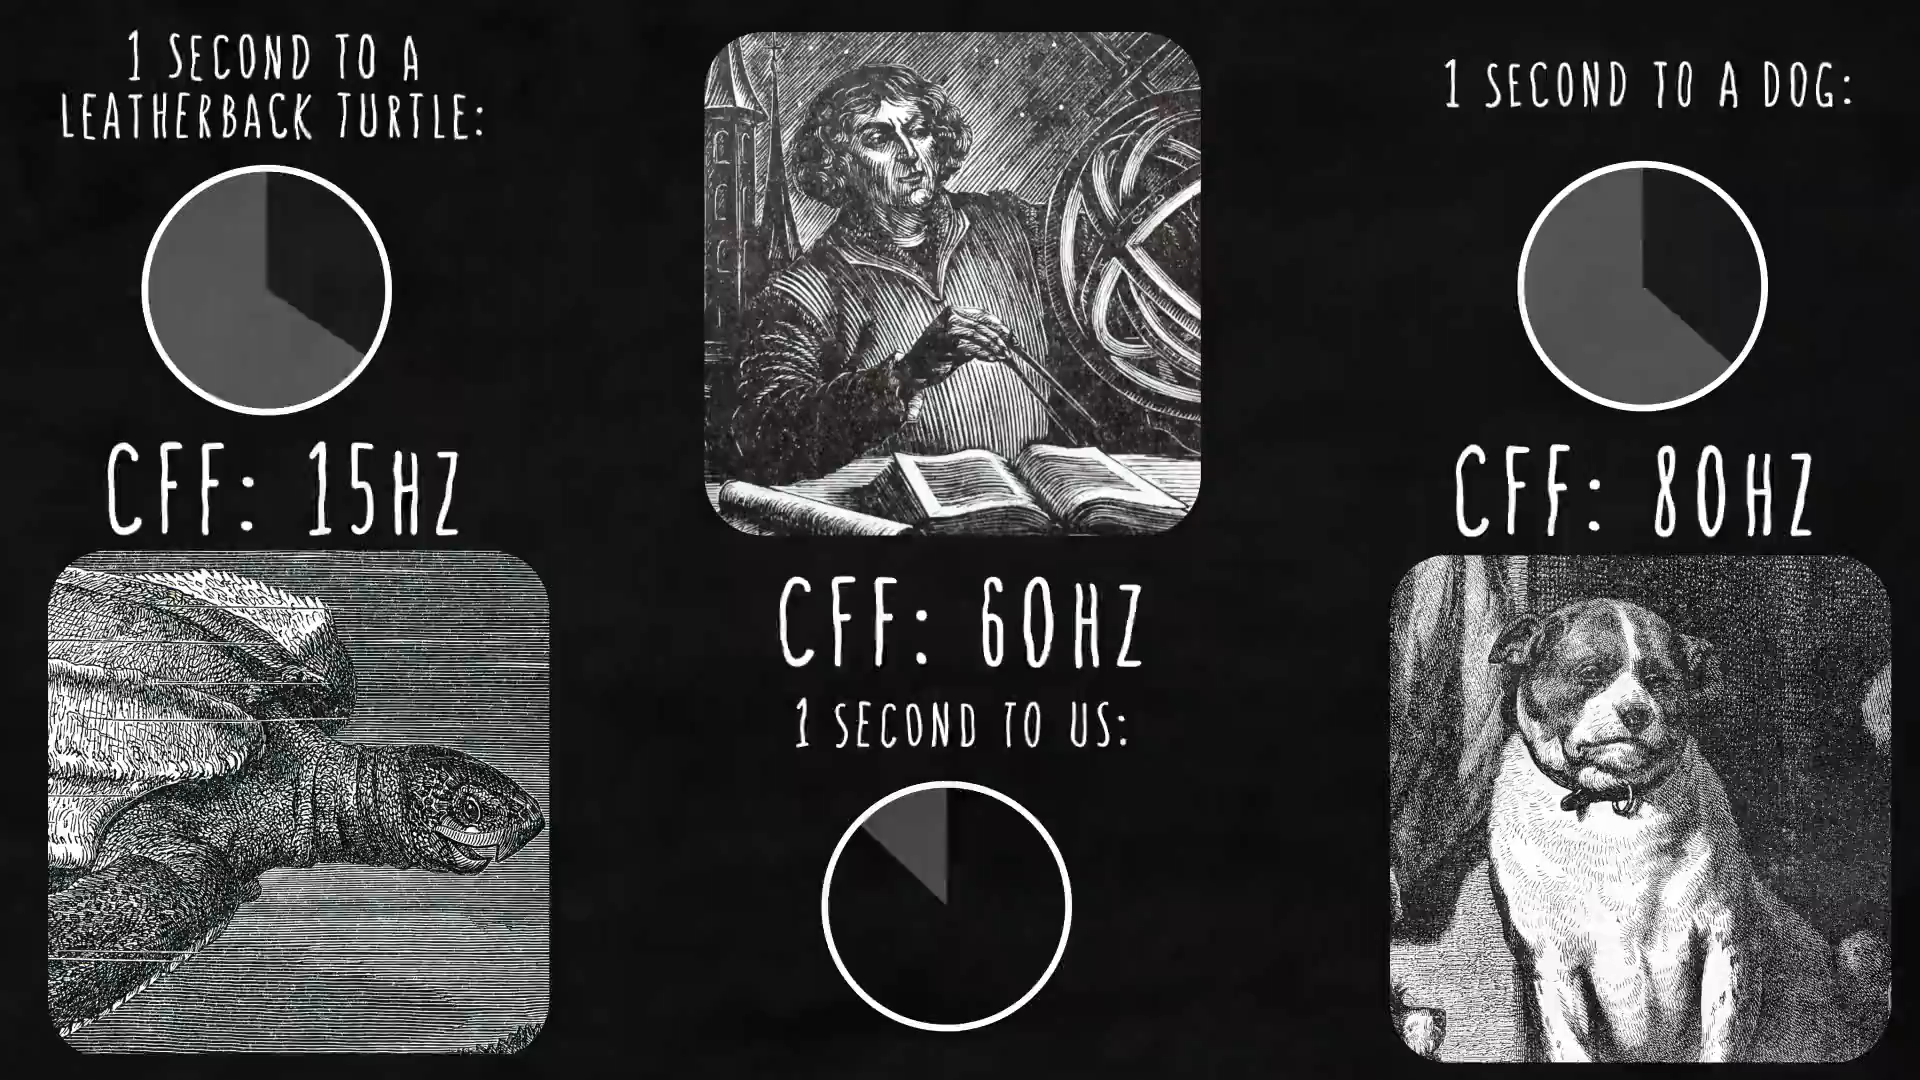 1 SECOND TO A
LEATHERBACK TURTLE:
CFF: 15HZ
CFF: 60HZ
1 SECOND TO US:
1 SECOND TO A DOG:
CFF: 80HZ